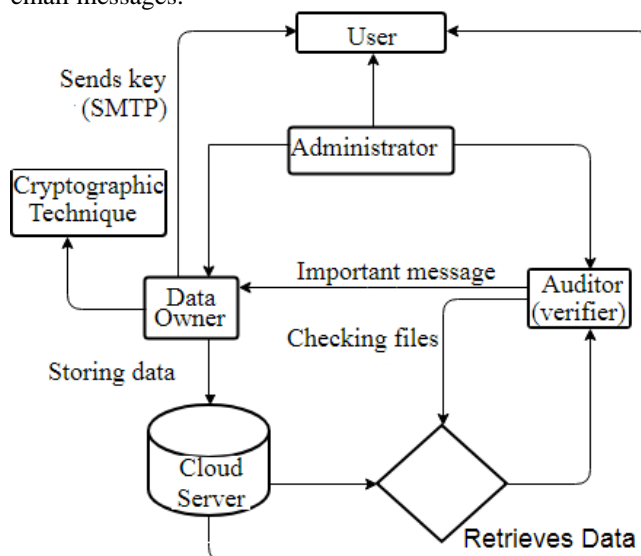 email messages.
User
Sends key
(SMTP)
Administrator
Cryptographic
Technique
Important message
Data
Owner
Auditor
(verifier)
Checking files
Storing data
Cloud
Server
Retrieves Data